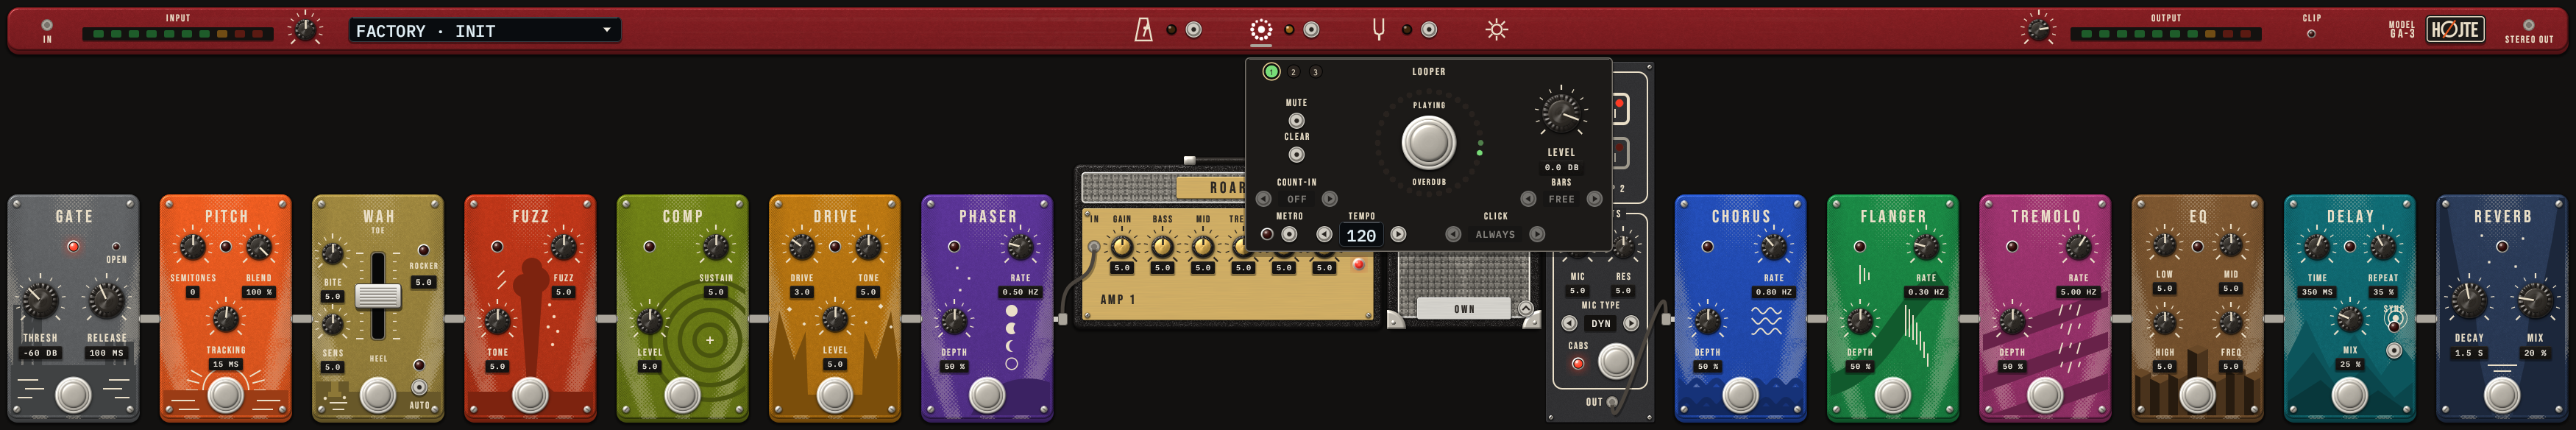 INPUT
IN
FACTORY · INIT
OUTPUT
CLIP
MODEL
GA-3
HØJTE
STEREO OUT
1 2 3
LOOPER
MUTE
CLEAR
PLAYING
OVERDUB
LEVEL
0.0 DB
COUNT-IN
OFF
BARS
FREE
METRO
TEMPO
120
CLICK
ALWAYS
GATE
OPEN
THRESH
-60 DB
RELEASE
100 MS
PITCH
SEMITONES
0
BLEND
100 %
TRACKING
15 MS
WAH
TOE
ROCKER
5.0
BITE
5.0
SENS
5.0
HEEL
AUTO
FUZZ
FUZZ
5.0
TONE
5.0
COMP
SUSTAIN
5.0
LEVEL
5.0
DRIVE
DRIVE
3.0
TONE
5.0
LEVEL
5.0
PHASER
RATE
0.50 HZ
DEPTH
50 %
ROAR
IN GAIN BASS MID TRE
5.0 5.0 5.0 5.0 5.0 5.0
AMP 1
OWN
2
MIC
5.0
RES
5.0
MIC TYPE
DYN
CABS
OUT
CHORUS
RATE
0.80 HZ
DEPTH
50 %
FLANGER
RATE
0.30 HZ
DEPTH
50 %
TREMOLO
RATE
5.00 HZ
DEPTH
50 %
EQ
LOW
5.0
MID
5.0
HIGH
5.0
FREQ
5.0
DELAY
TIME
350 MS
REPEAT
35 %
SYNC
MIX
25 %
REVERB
DECAY
1.5 S
MIX
20 %